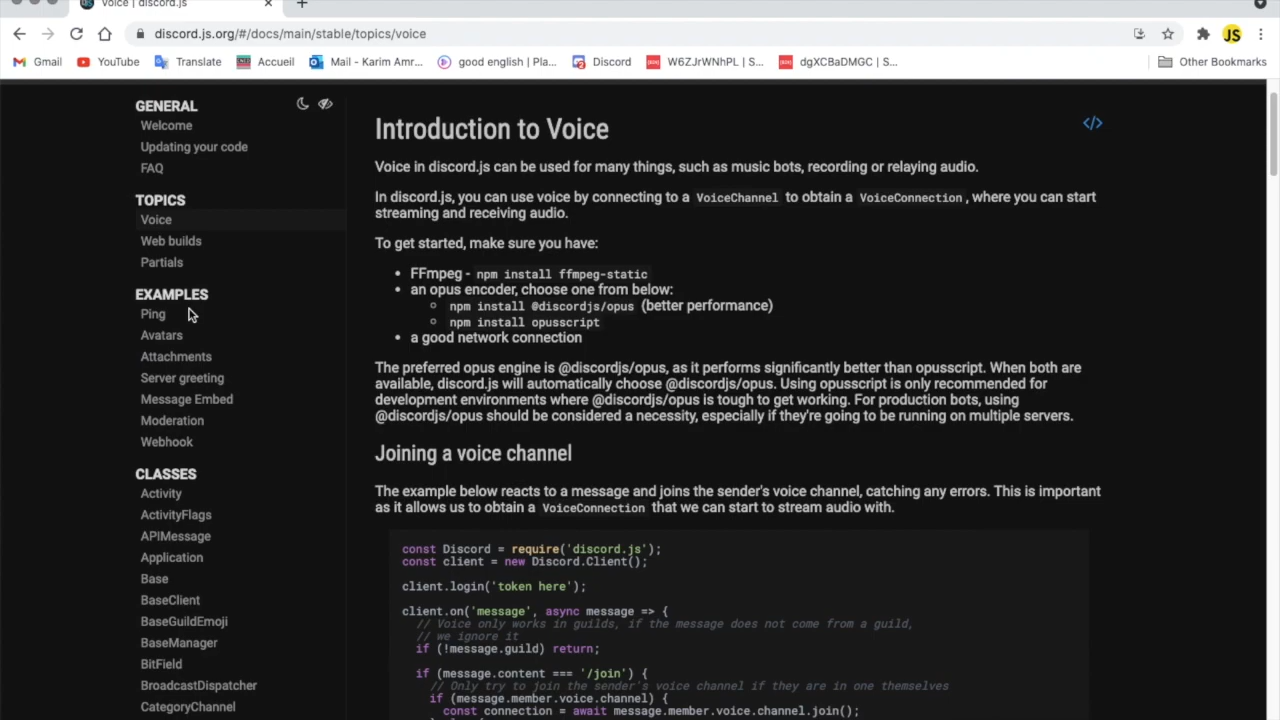 Voice | discord.js
discord.js.org/#/docs/main/stable/topics/voice
JS
Gmail YouTube Translate Accueil Mail - Karim Amr... good english | Pla... Discord W6ZJrWNhPL | S... dgXCBaDMGC | S... Other Bookmarks
GENERAL
Welcome
Updating your code
FAQ
TOPICS
Voice
Web builds
Partials
EXAMPLES
Ping
Avatars
Attachments
Server greeting
Message Embed
Moderation
Webhook
CLASSES
Activity
ActivityFlags
APIMessage
Application
Base
BaseClient
BaseGuildEmoji
BaseManager
BitField
BroadcastDispatcher
CategoryChannel
Introduction to Voice
</>
Voice in discord.js can be used for many things, such as music bots, recording or relaying audio.
In discord.js, you can use voice by connecting to a VoiceChannel to obtain a VoiceConnection, where you can start
streaming and receiving audio.
To get started, make sure you have:
• FFmpeg - npm install ffmpeg-static
• an opus encoder, choose one from below:
○ npm install @discordjs/opus (better performance)
○ npm install opusscript
• a good network connection
The preferred opus engine is @discordjs/opus, as it performs significantly better than opusscript. When both are
available, discord.js will automatically choose @discordjs/opus. Using opusscript is only recommended for
development environments where @discordjs/opus is tough to get working. For production bots, using
@discordjs/opus should be considered a necessity, especially if they're going to be running on multiple servers.
Joining a voice channel
The example below reacts to a message and joins the sender's voice channel, catching any errors. This is important
as it allows us to obtain a VoiceConnection that we can start to stream audio with.
const Discord = require('discord.js');
const client = new Discord.Client();
client.login('token here');
client.on('message', async message => {
// Voice only works in guilds, if the message does not come from a guild,
// we ignore it
if (!message.guild) return;
if (message.content === '/join') {
// Only try to join the sender's voice channel if they are in one themselves
if (message.member.voice.channel) {
const connection = await message.member.voice.channel.join();